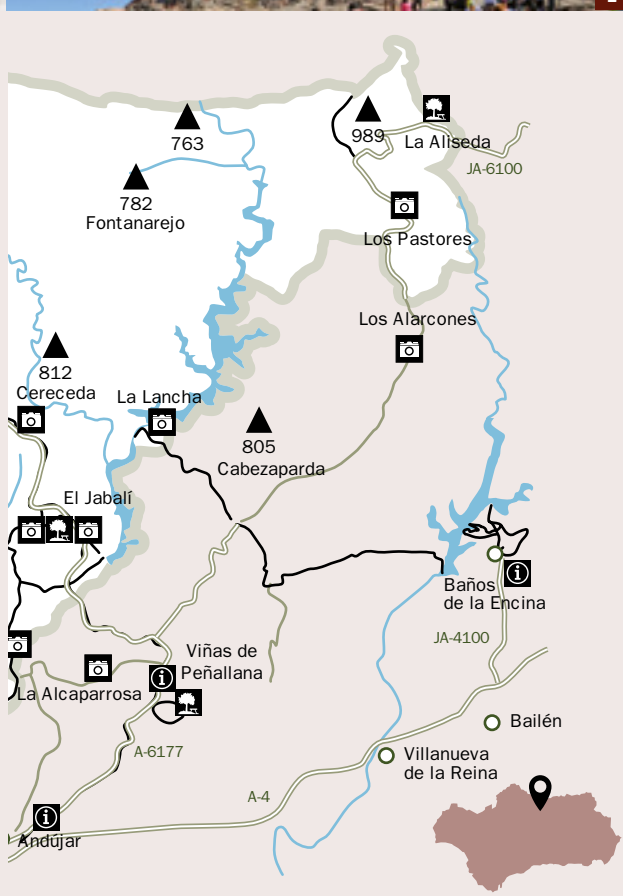 989
La Aliseda
763
JA-6100
782
Fontanarejo
Los Pastores
Los Alarcones
812
Cereceda
La Lancha
805
Cabezaparda
El Jabalí
Baños
de la Encina
JA-4100
Viñas de
Peñallana
La Alcaparrosa
Bailén
A-6177
Villanueva
de la Reina
A-4
Andújar